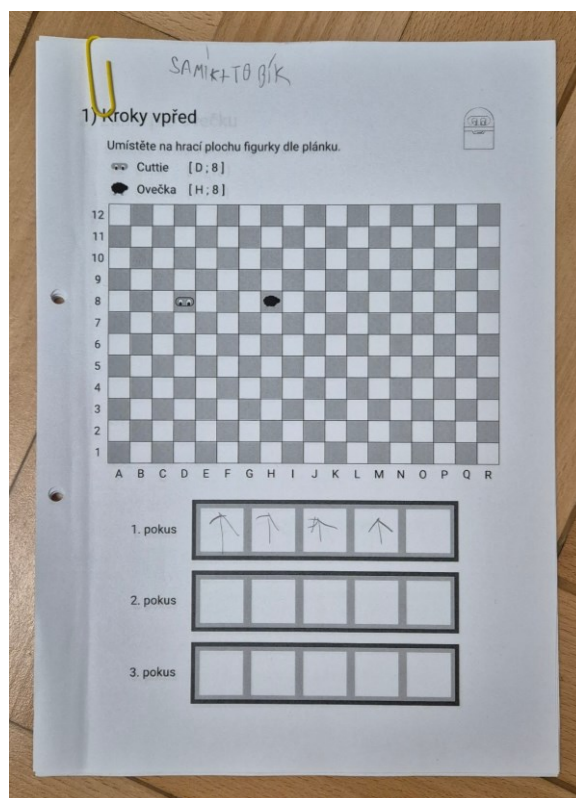 SAMÍK+TOBÍK
1) Kroky vpřed
Umístěte na hrací plochu figurky dle plánku.
Cuttie [ D ; 8 ]
Ovečka [ H ; 8 ]
12
11
10
9
8
7
6
5
4
3
2
1
A B C D E F G H I J K L M N O P Q R
1. pokus
2. pokus
3. pokus